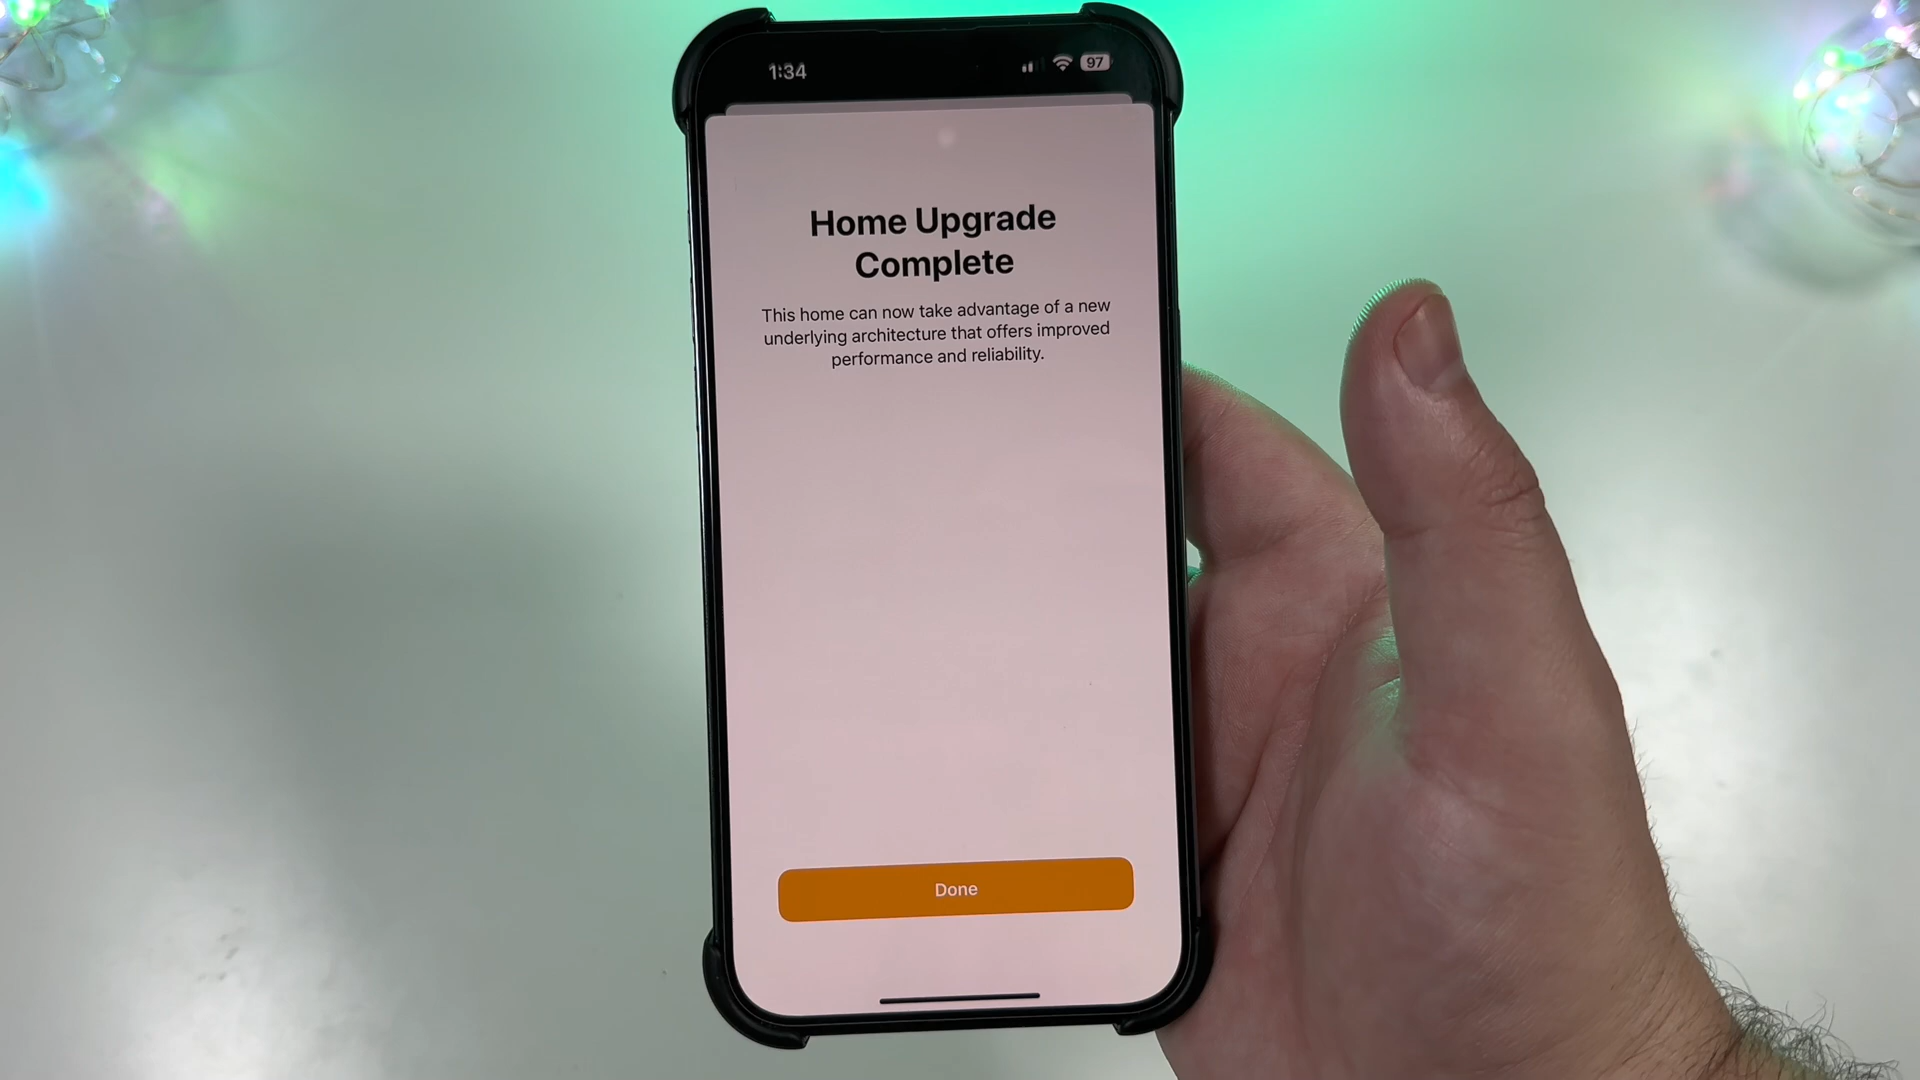 1:34
97
Home Upgrade
Complete
This home can now take advantage of a new
underlying architecture that offers improved
performance and reliability.
Done